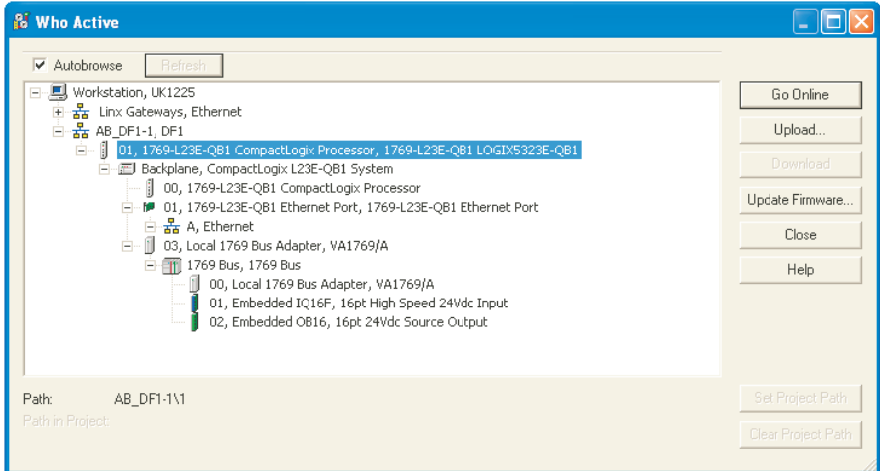 Who Active
Autobrowse
Refresh
Workstation, UK1225
Linx Gateways, Ethernet
AB_DF1-1, DF1
01, 1769-L23E-QB1 CompactLogix Processor, 1769-L23E-QB1 LOGIX5323E-QB1
Backplane, CompactLogix L23E-QB1 System
00, 1769-L23E-QB1 CompactLogix Processor
01, 1769-L23E-QB1 Ethernet Port, 1769-L23E-QB1 Ethernet Port
A, Ethernet
03, Local 1769 Bus Adapter, VA1769/A
1769 Bus, 1769 Bus
00, Local 1769 Bus Adapter, VA1769/A
01, Embedded IQ16F, 16pt High Speed 24Vdc Input
02, Embedded OB16, 16pt 24Vdc Source Output
Go Online
Upload...
Download
Update Firmware...
Close
Help
Path: AB_DF1-1\1
Path in Project:
Set Project Path
Clear Project Path